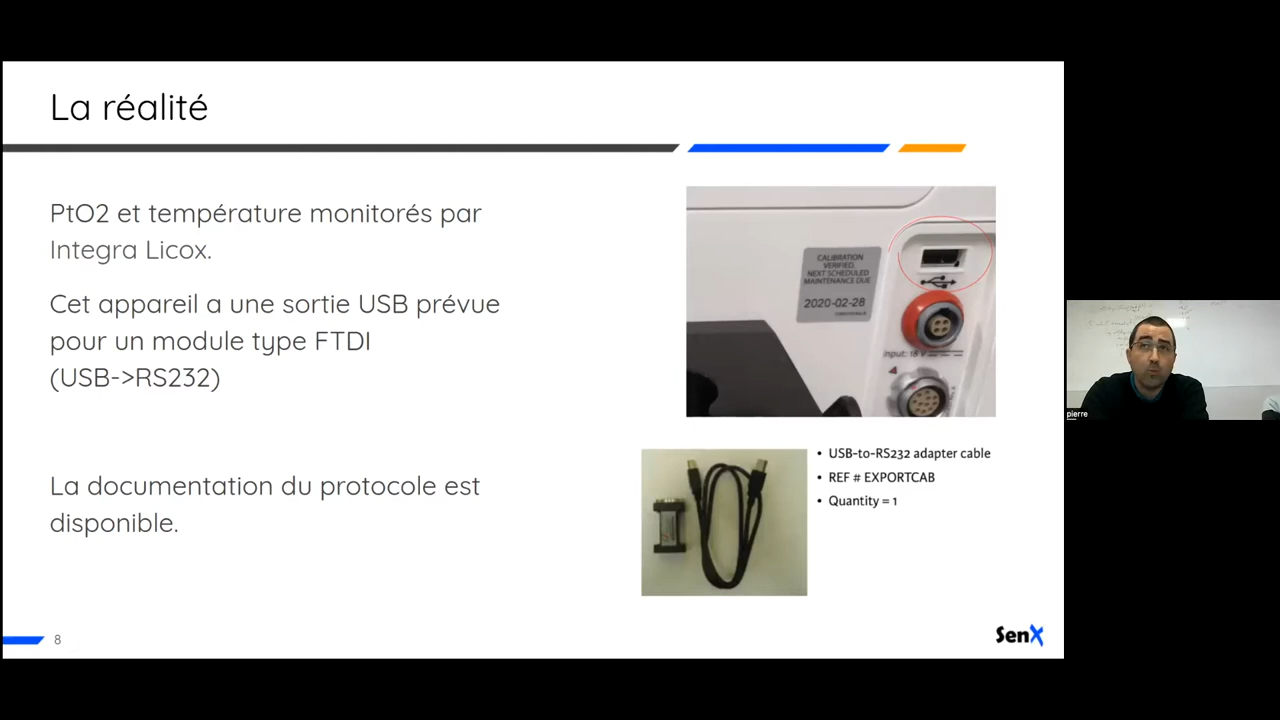 La réalité
PtO2 et température monitorés par
Integra Licox.
Cet appareil a une sortie USB prévue
pour un module type FTDI
(USB->RS232)
La documentation du protocole est
disponible.
CALIBRATION
VERIFIED.
NEXT SCHEDULED
MAINTENANCE DUE
2020-02-28
input: 18 V
• USB-to-RS232 adapter cable
• REF # EXPORTCAB
• Quantity = 1
8
SenX
pierre